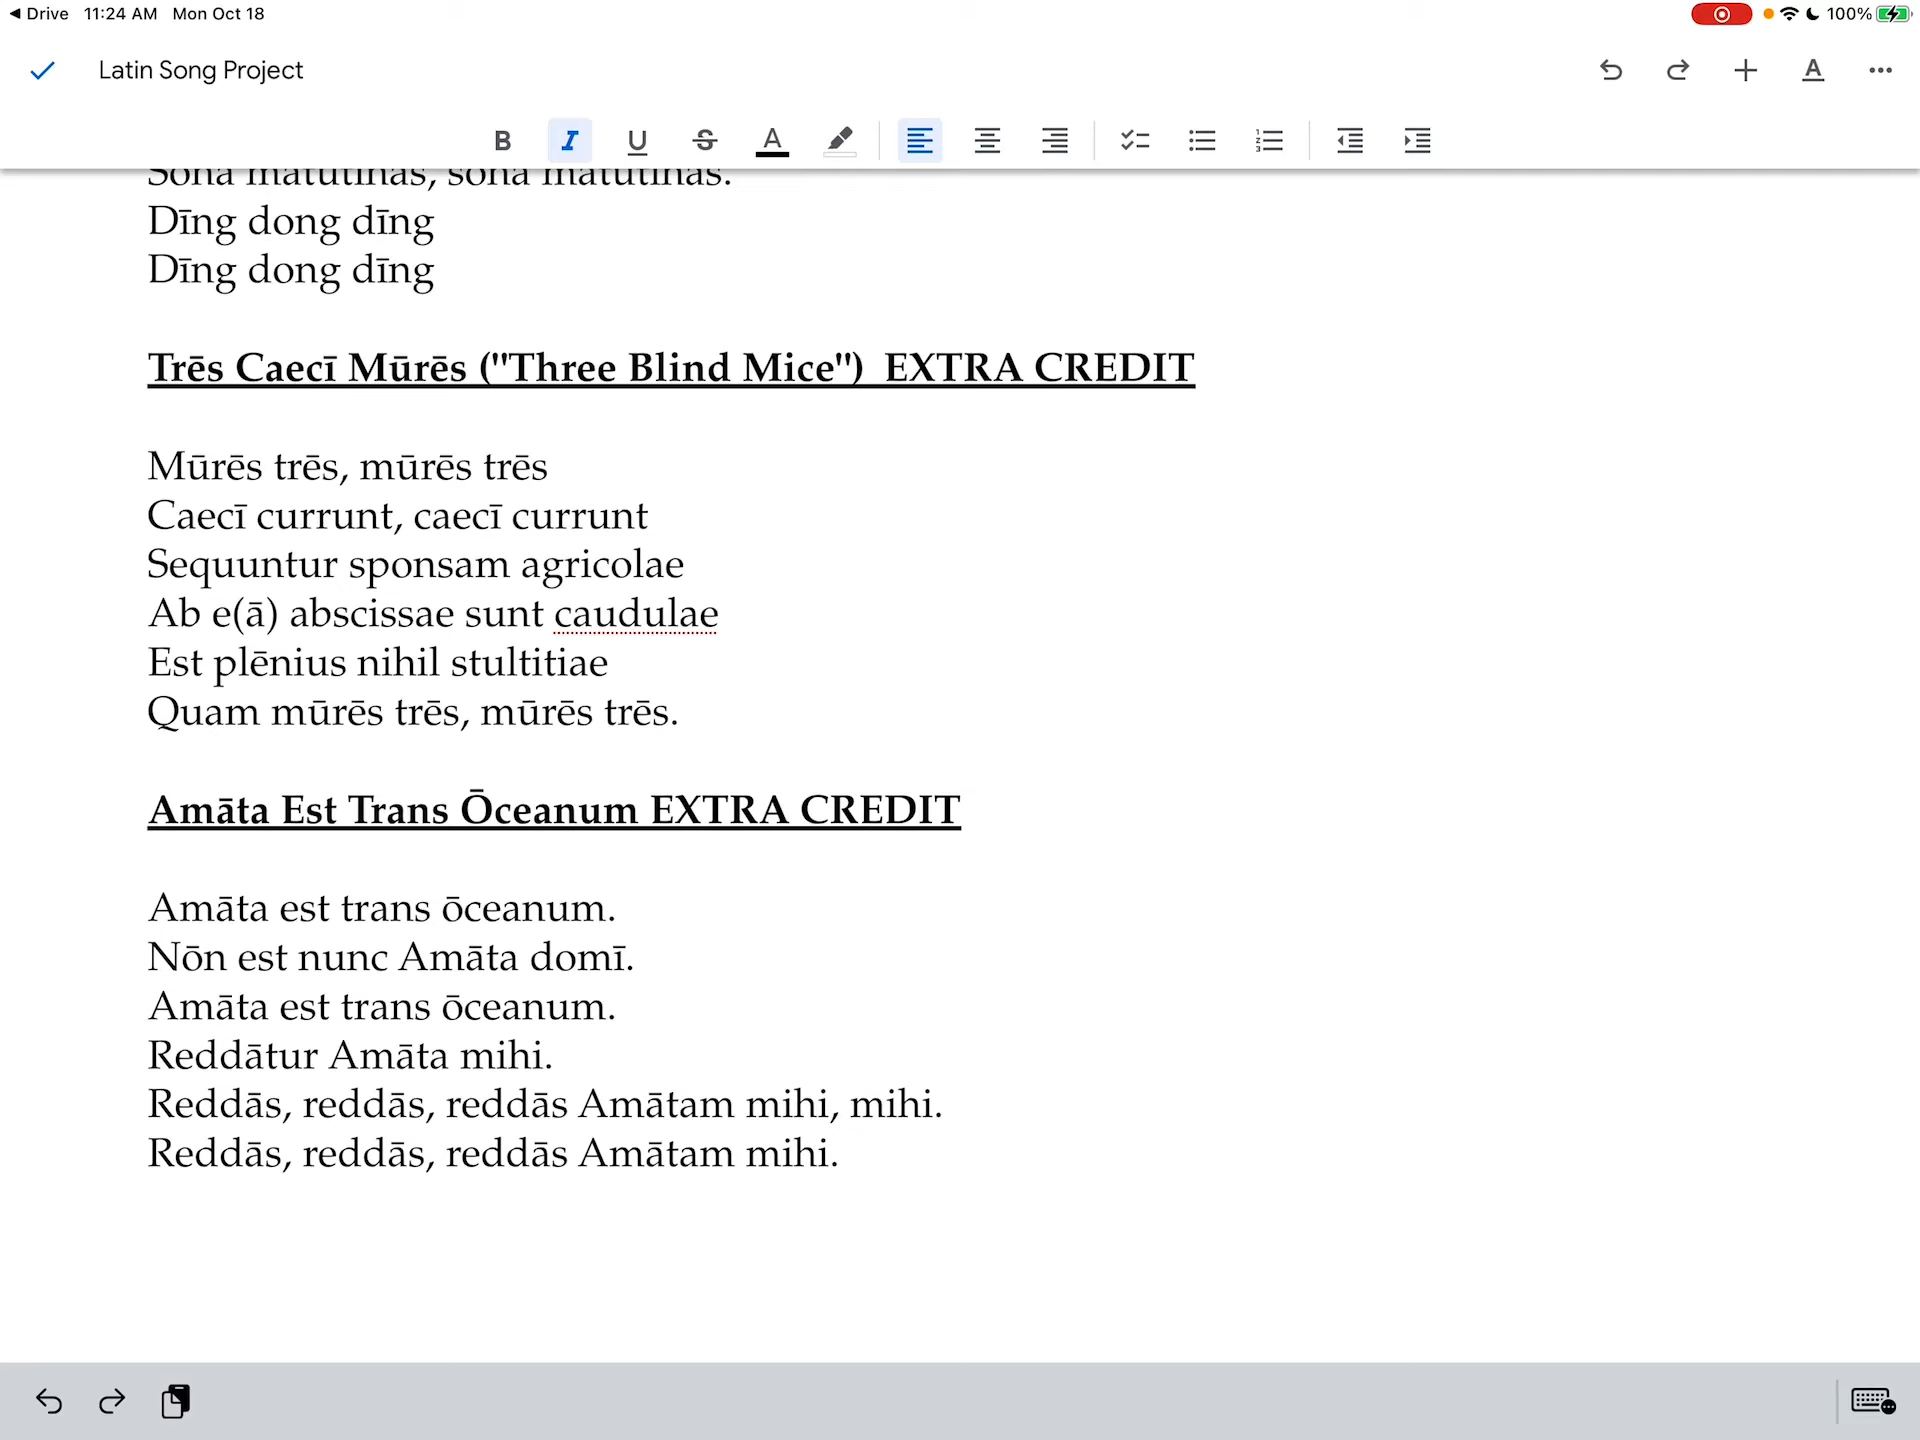 ◀ Drive 11:24 AM Mon Oct 18 100%
Latin Song Project
Sona matutinas, sona matutinas.
Dīng dong dīng
Dīng dong dīng
Trēs Caecī Mūrēs ("Three Blind Mice")  EXTRA CREDIT
Mūrēs trēs, mūrēs trēs
Caecī currunt, caecī currunt
Sequuntur sponsam agricolae
Ab e(ā) abscissae sunt caudulae
Est plēnius nihil stultitiae
Quam mūrēs trēs, mūrēs trēs.
Amāta Est Trans Ōceanum EXTRA CREDIT
Amāta est trans ōceanum.
Nōn est nunc Amāta domī.
Amāta est trans ōceanum.
Reddātur Amāta mihi.
Reddās, reddās, reddās Amātam mihi, mihi.
Reddās, reddās, reddās Amātam mihi.